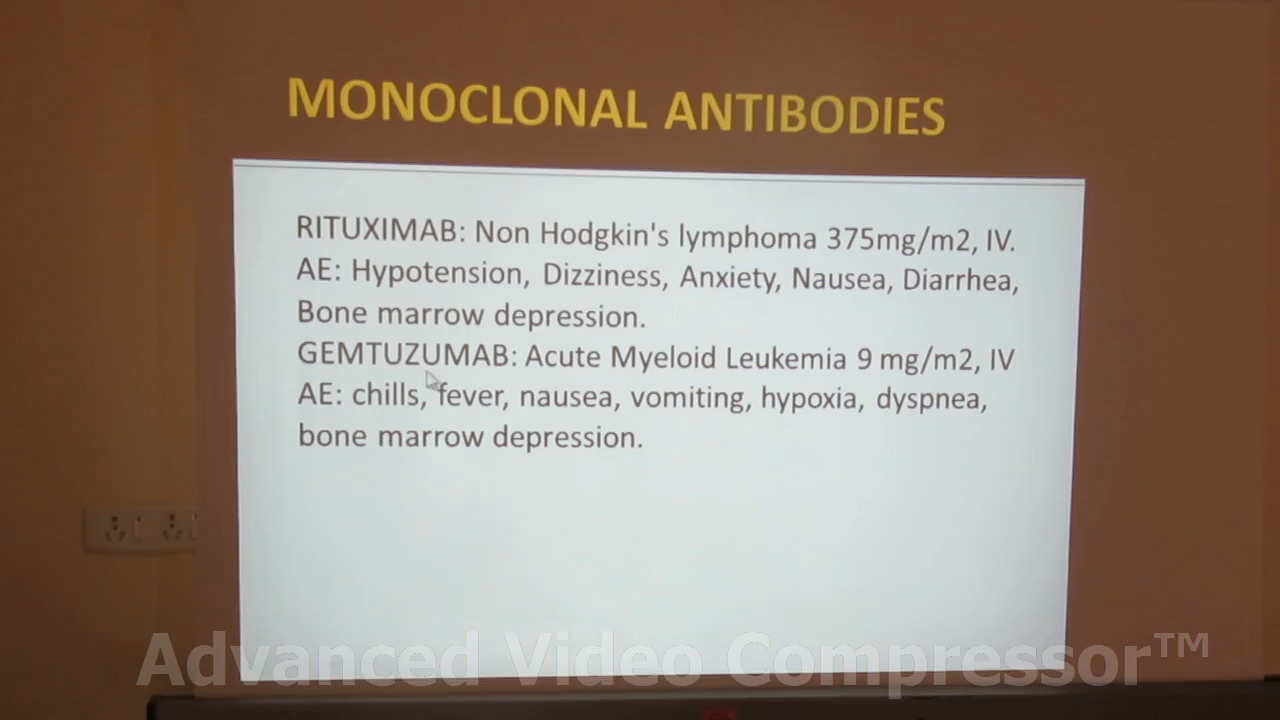 MONOCLONAL ANTIBODIES
RITUXIMAB: Non Hodgkin's lymphoma 375mg/m2, IV.
AE: Hypotension, Dizziness, Anxiety, Nausea, Diarrhea,
Bone marrow depression.
GEMTUZUMAB: Acute Myeloid Leukemia 9 mg/m2, IV
AE: chills, fever, nausea, vomiting, hypoxia, dyspnea,
bone marrow depression.
Advanced Video Compressor™